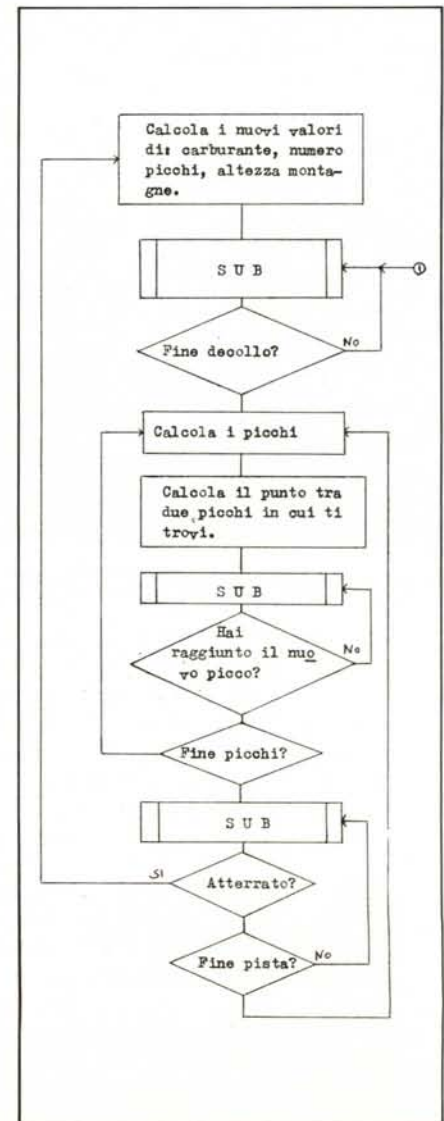 Calcola i nuovi valori
di: carburante, numero
picchi, altezza monta-
gne.
S U B
①
Fine decollo?
No
Calcola i picchi
Calcola il punto tra
due picchi in cui ti
trovi.
S U B
Hai
raggiunto il nuo
vo picco?
No
Fine picchi?
S U B
SI
Atterrato?
Fine pista?
No